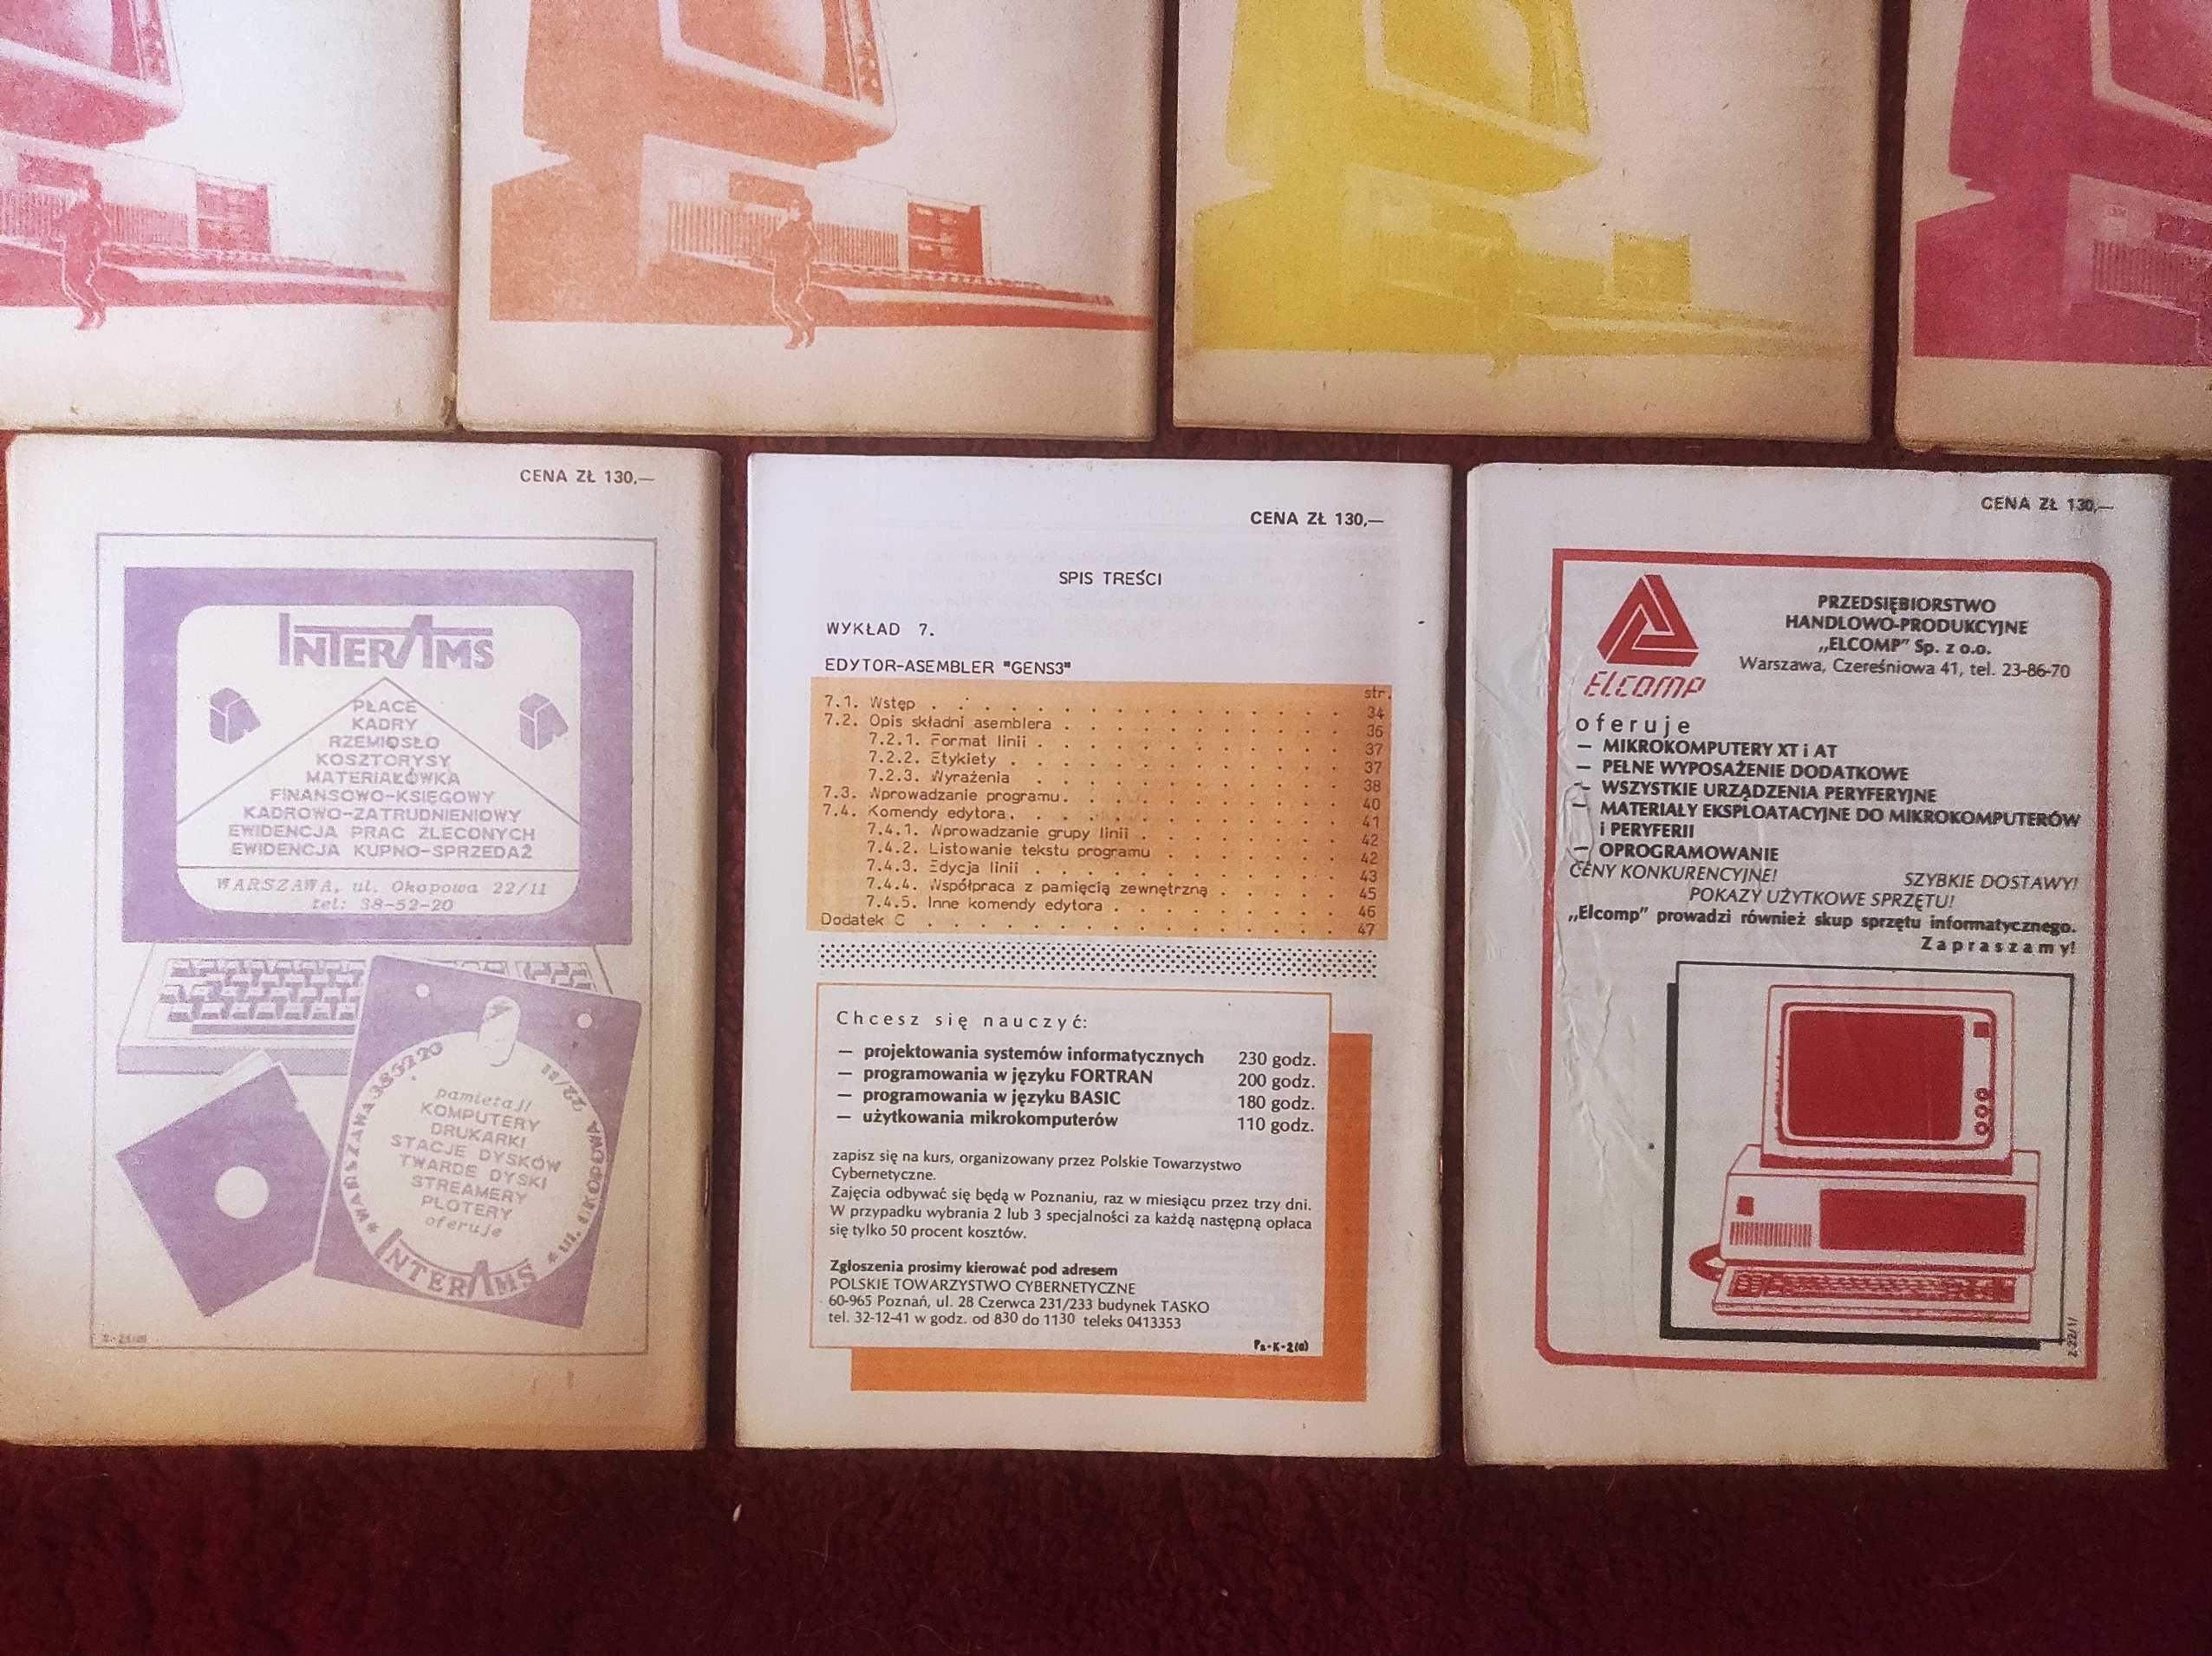 CENA ZŁ 130,—
INTERAMS
PŁACE
KADRY
RZEMIOSŁO
KOSZTORYSY
MATERIAŁÓWKA
FINANSOWO-KSIĘGOWY
KADROWO-ZATRUDNIENIOWY
EWIDENCJA PRAC ZLECONYCH
EWIDENCJA KUPNO-SPRZEDAŻ
WARSZAWA, ul. Okopowa 22/11
tel: 38-52-20
pamiętaj!
KOMPUTERY
DRUKARKI
STACJE DYSKÓW
TWARDE DYSKI
STREAMERY
PLOTERY
oferuje
INTERAMS
*WARSZAWA 385220
* ul. OKOPOWA 22/11
CENA ZŁ 130,—
SPIS TREŚCI
WYKŁAD 7.
EDYTOR-ASEMBLER "GENS3"
str.
7.1. Wstęp . . . . . . . . . . . . . . . . 34
7.2. Opis składni asemblera . . . . . . . . . . . 36
7.2.1. Format linii . . . . . . . . . . . . 37
7.2.2. Etykiety . . . . . . . . . . . . . 37
7.2.3. Wyrażenia . . . . . . . . . . . . 38
7.3. Wprowadzanie programu. . . . . . . . . . . 40
7.4. Komendy edytora. . . . . . . . . . . . . 41
7.4.1. Wprowadzanie grupy linii . . . . . . . . 42
7.4.2. Listowanie tekstu programu . . . . . . . 42
7.4.3. Edycja linii . . . . . . . . . . . . 43
7.4.4. Współpraca z pamięcią zewnętrzną . . . . . 45
7.4.5. Inne komendy edytora . . . . . . . . . 46
Dodatek C . . . . . . . . . . . . . . . . 47
Chcesz się nauczyć:
— projektowania systemów informatycznych 230 godz.
— programowania w języku FORTRAN 200 godz.
— programowania w języku BASIC 180 godz.
— użytkowania mikrokomputerów 110 godz.
zapisz się na kurs, organizowany przez Polskie Towarzystwo
Cybernetyczne.
Zajęcia odbywać się będą w Poznaniu, raz w miesiącu przez trzy dni.
W przypadku wybrania 2 lub 3 specjalności za każdą następną opłaca
się tylko 50 procent kosztów.
Zgłoszenia prosimy kierować pod adresem
POLSKIE TOWARZYSTWO CYBERNETYCZNE
60-965 Poznań, ul. 28 Czerwca 231/233 budynek TASKO
tel. 32-12-41 w godz. od 830 do 1130 teleks 0413353
CENA ZŁ 130,—
ELCOMP
PRZEDSIĘBIORSTWO
HANDLOWO-PRODUKCYJNE
„ELCOMP" Sp. z o.o.
Warszawa, Czereśniowa 41, tel. 23-86-70
oferuje
— MIKROKOMPUTERY XT i AT
— PEŁNE WYPOSAŻENIE DODATKOWE
— WSZYSTKIE URZĄDZENIA PERYFERYJNE
— MATERIAŁY EKSPLOATACYJNE DO MIKROKOMPUTERÓW
i PERYFERII
— OPROGRAMOWANIE
CENY KONKURENCYJNE! SZYBKIE DOSTAWY!
POKAZY UŻYTKOWE SPRZĘTU!
„Elcomp" prowadzi również skup sprzętu informatycznego.
Zapraszamy!